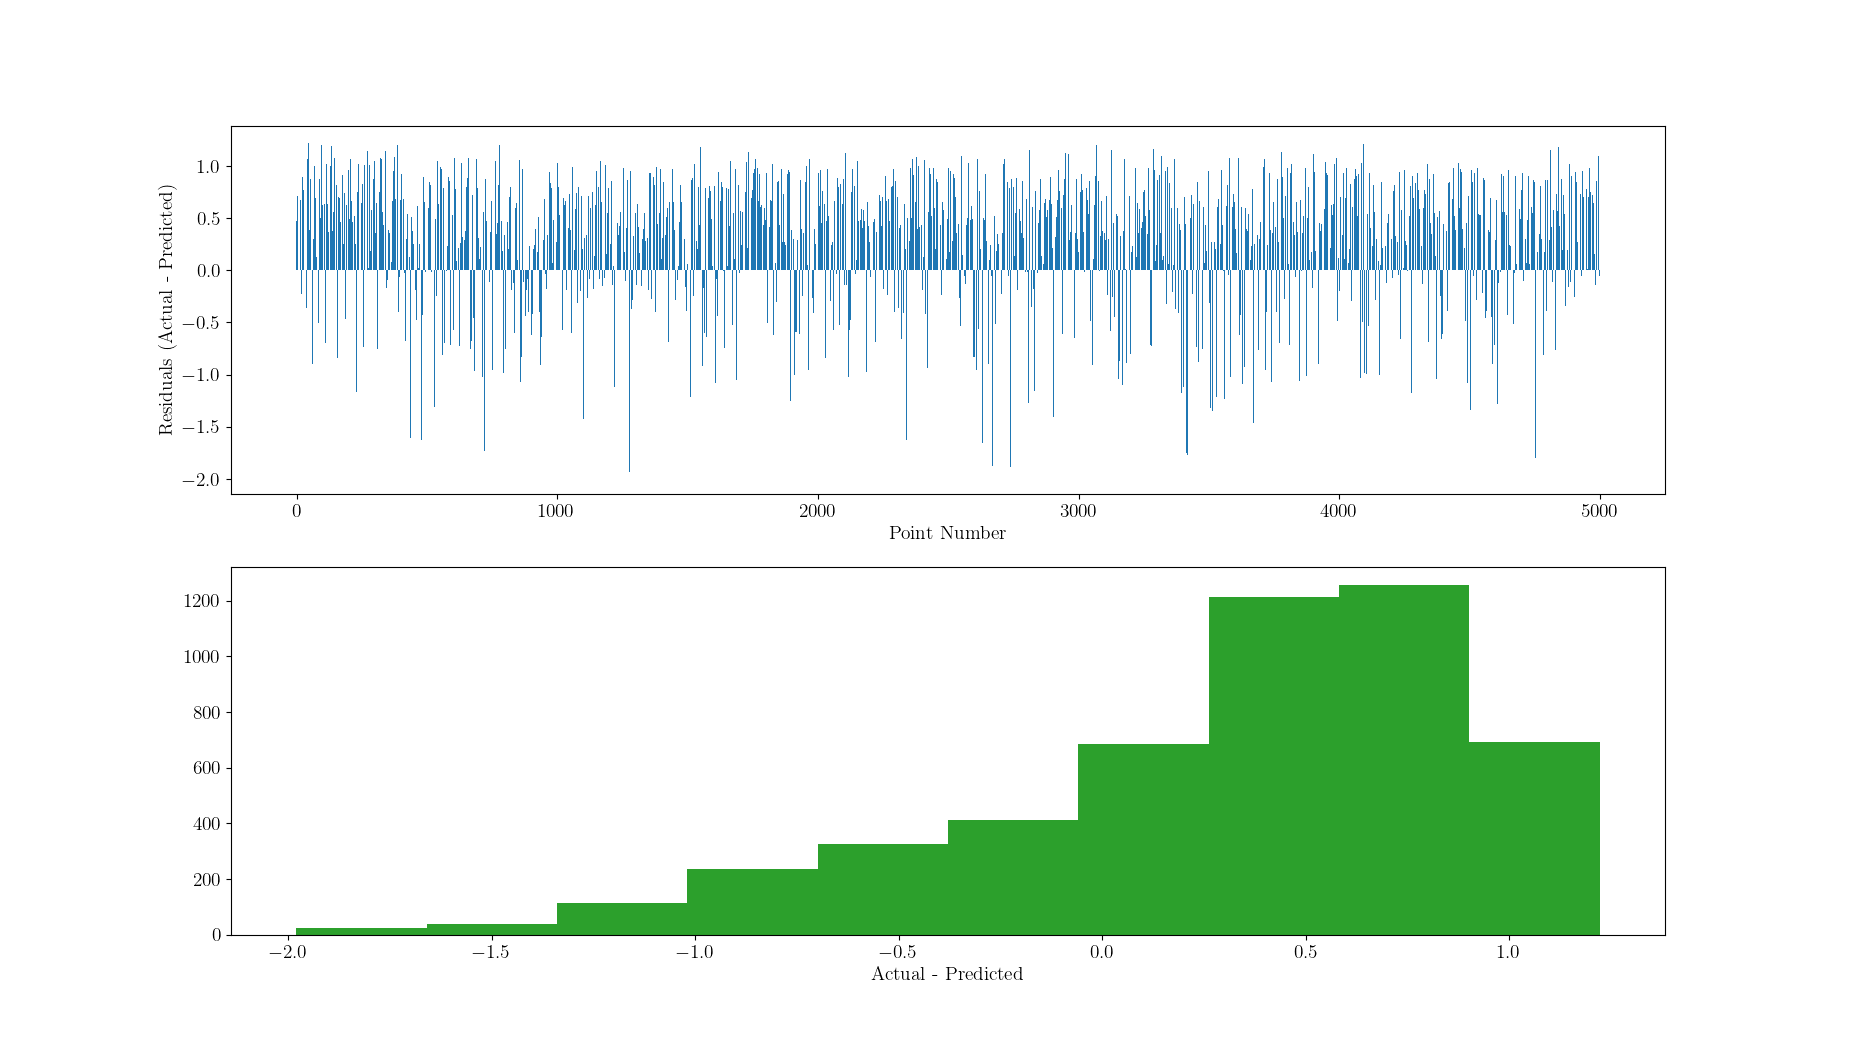 Residuals (Actual - Predicted)
1.0
0.5
0.0
−0.5
−1.0
−1.5
−2.0
0 1000 2000 3000 4000 5000
Point Number
1200
1000
800
600
400
200
0
−2.0 −1.5 −1.0 −0.5 0.0 0.5 1.0
Actual - Predicted